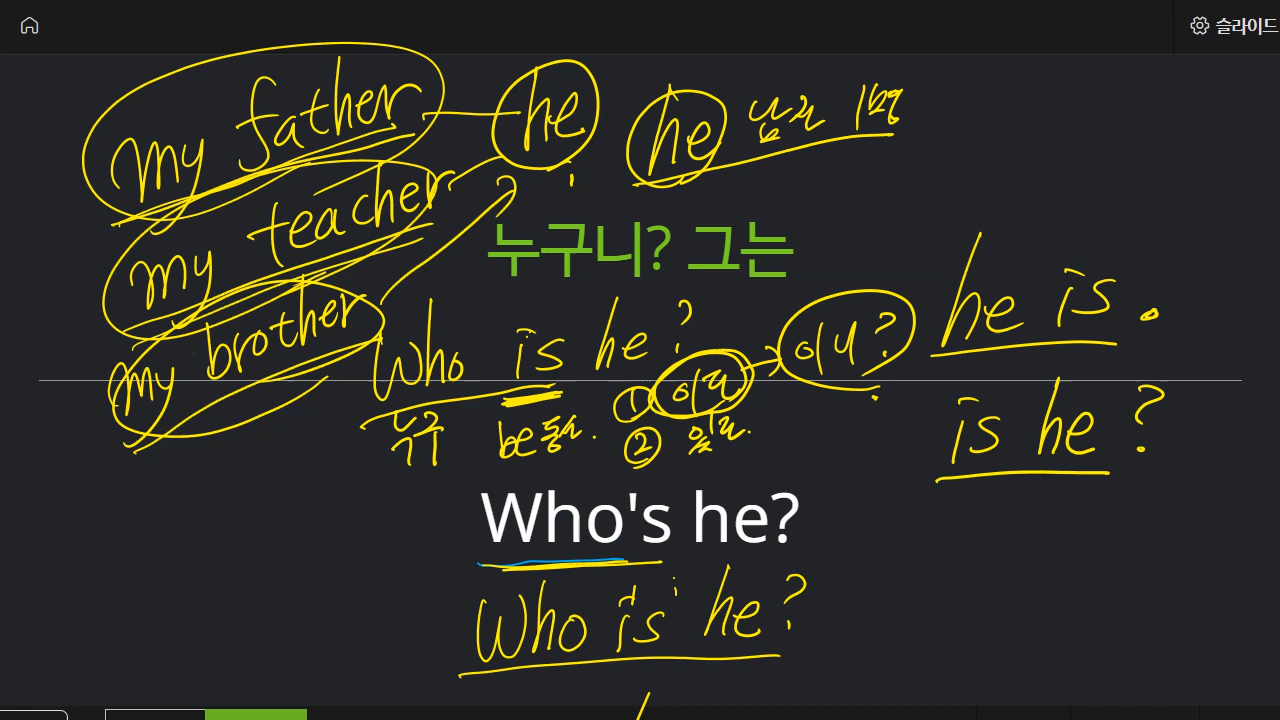 슬라이드
my father he he 남자 1명
my teacher
누구니? 그는
my brother
Who is he? 이니? he is.
① 이다
누구 be동사. ② 있다.
is he?
Who's he?
Who is he?